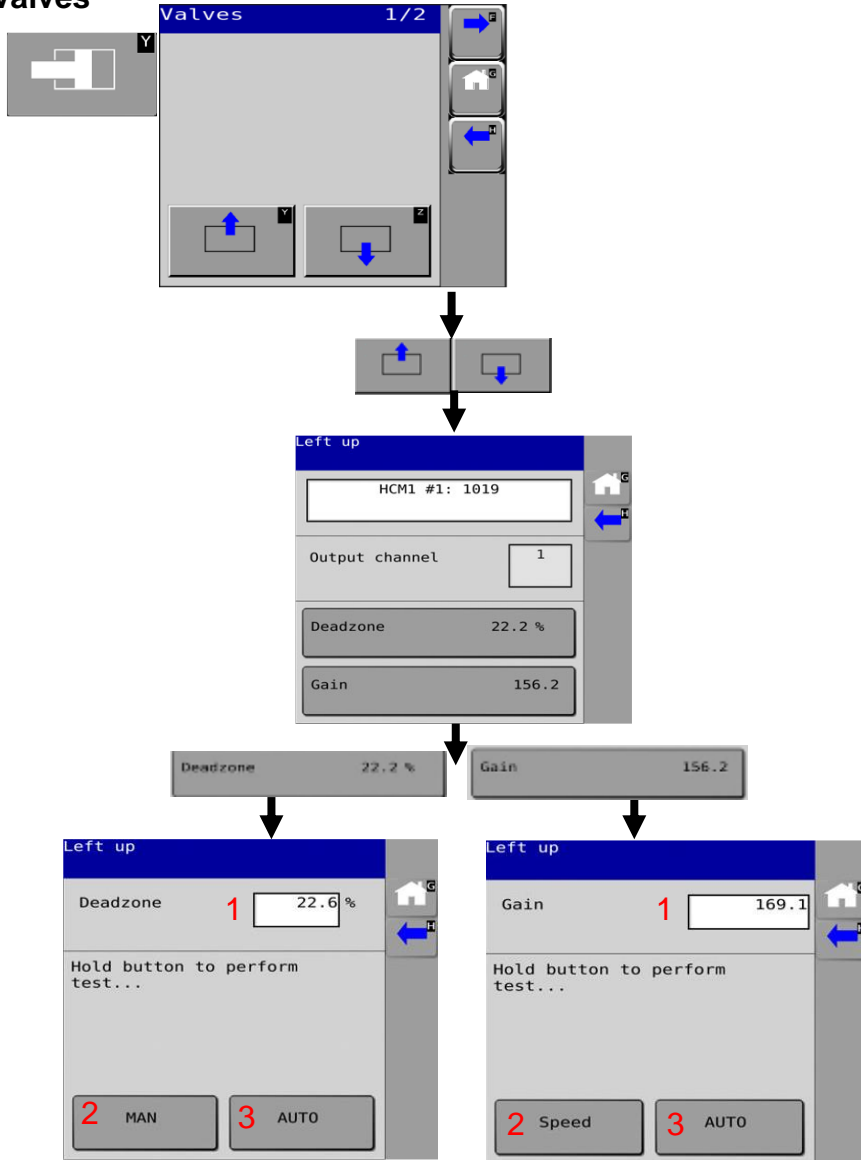 Valves
Y
Valves 1/2
F
G
H
Y
Z
Left up
HCM1 #1: 1019
G
H
Output channel 1
Deadzone 22.2 %
Gain 156.2
Deadzone 22.2 %
Gain 156.2
Left up
Deadzone 1 22.6 %
G
H
Hold button to perform
test...
2 MAN
3 AUTO
Left up
Gain 1 169.1
G
H
Hold button to perform
test...
2 Speed
3 AUTO